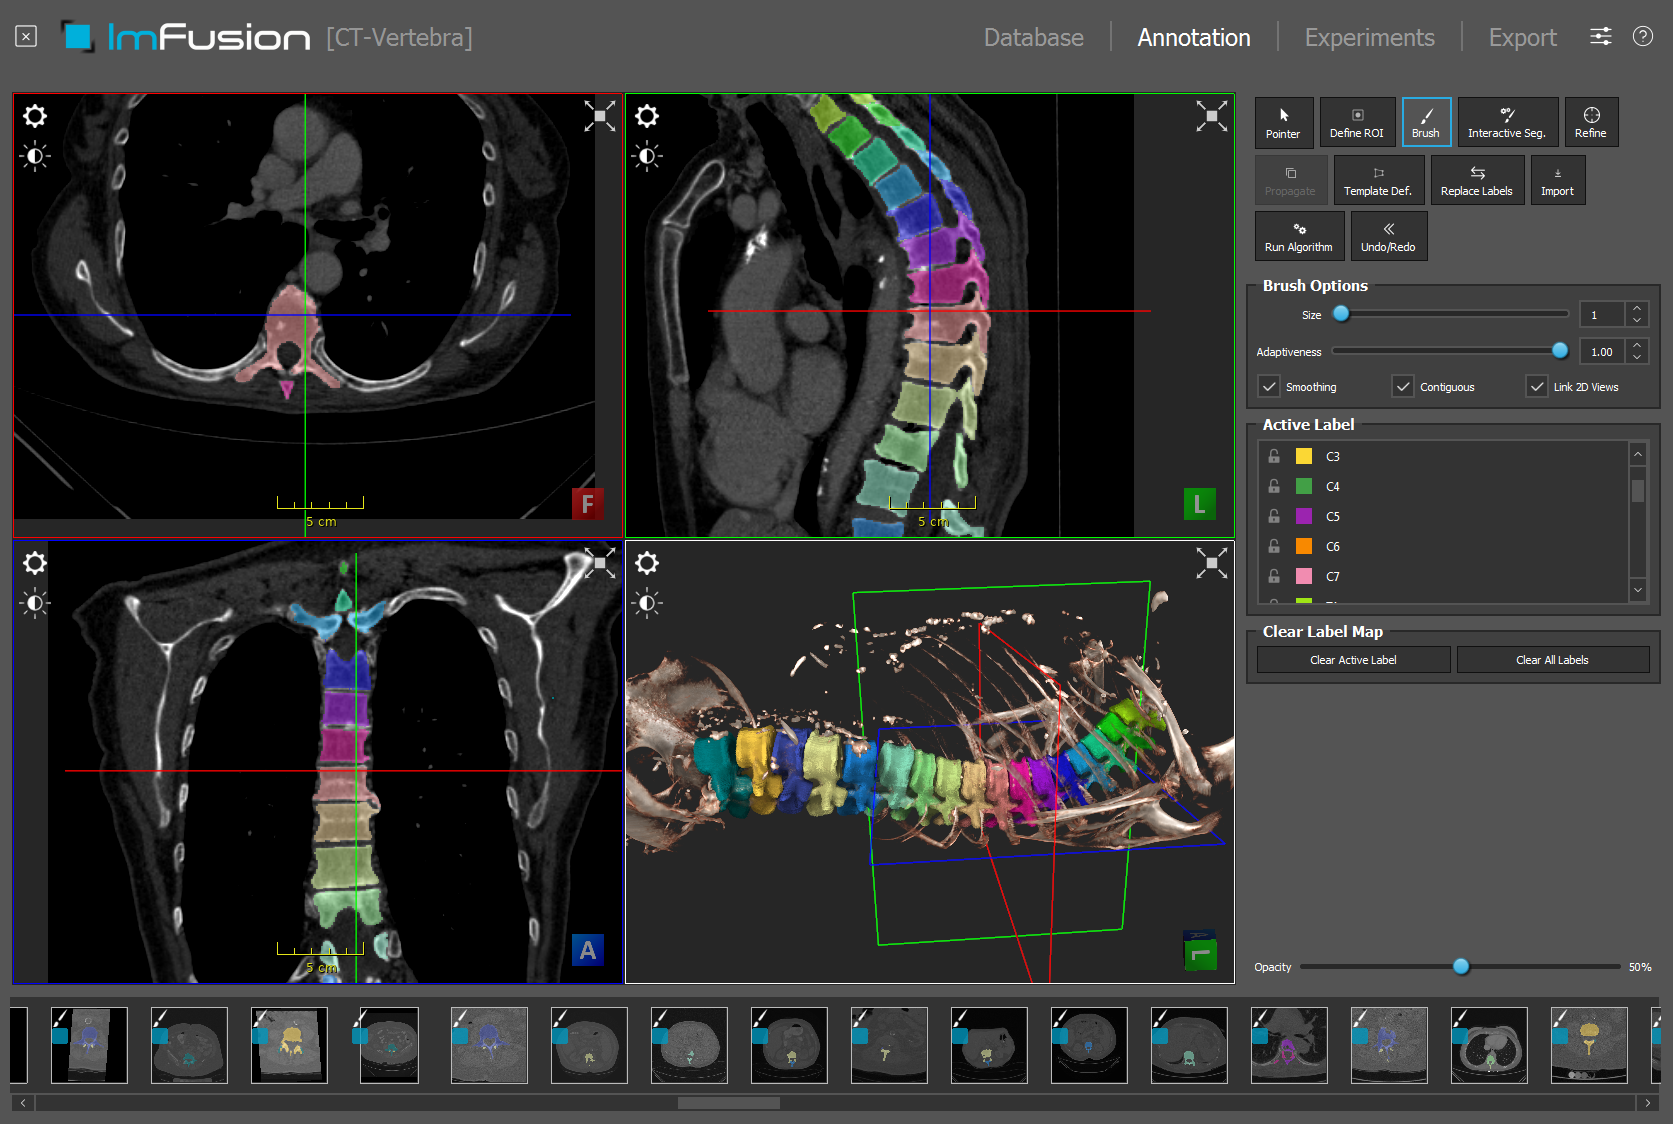 ImFusion [CT-Vertebra]
Database Annotation Experiments Export
Pointer Define ROI Brush Interactive Seg. Refine
Propagate Template Def. Replace Labels Import
Run Algorithm Undo/Redo
Brush Options
Size 1
Adaptiveness 1.00
Smoothing Contiguous Link 2D Views
Active Label
C3
C4
C5
C6
C7
Clear Label Map
Clear Active Label Clear All Labels
Opacity 50%
5 cm
F
5 cm
L
5 cm
A
L